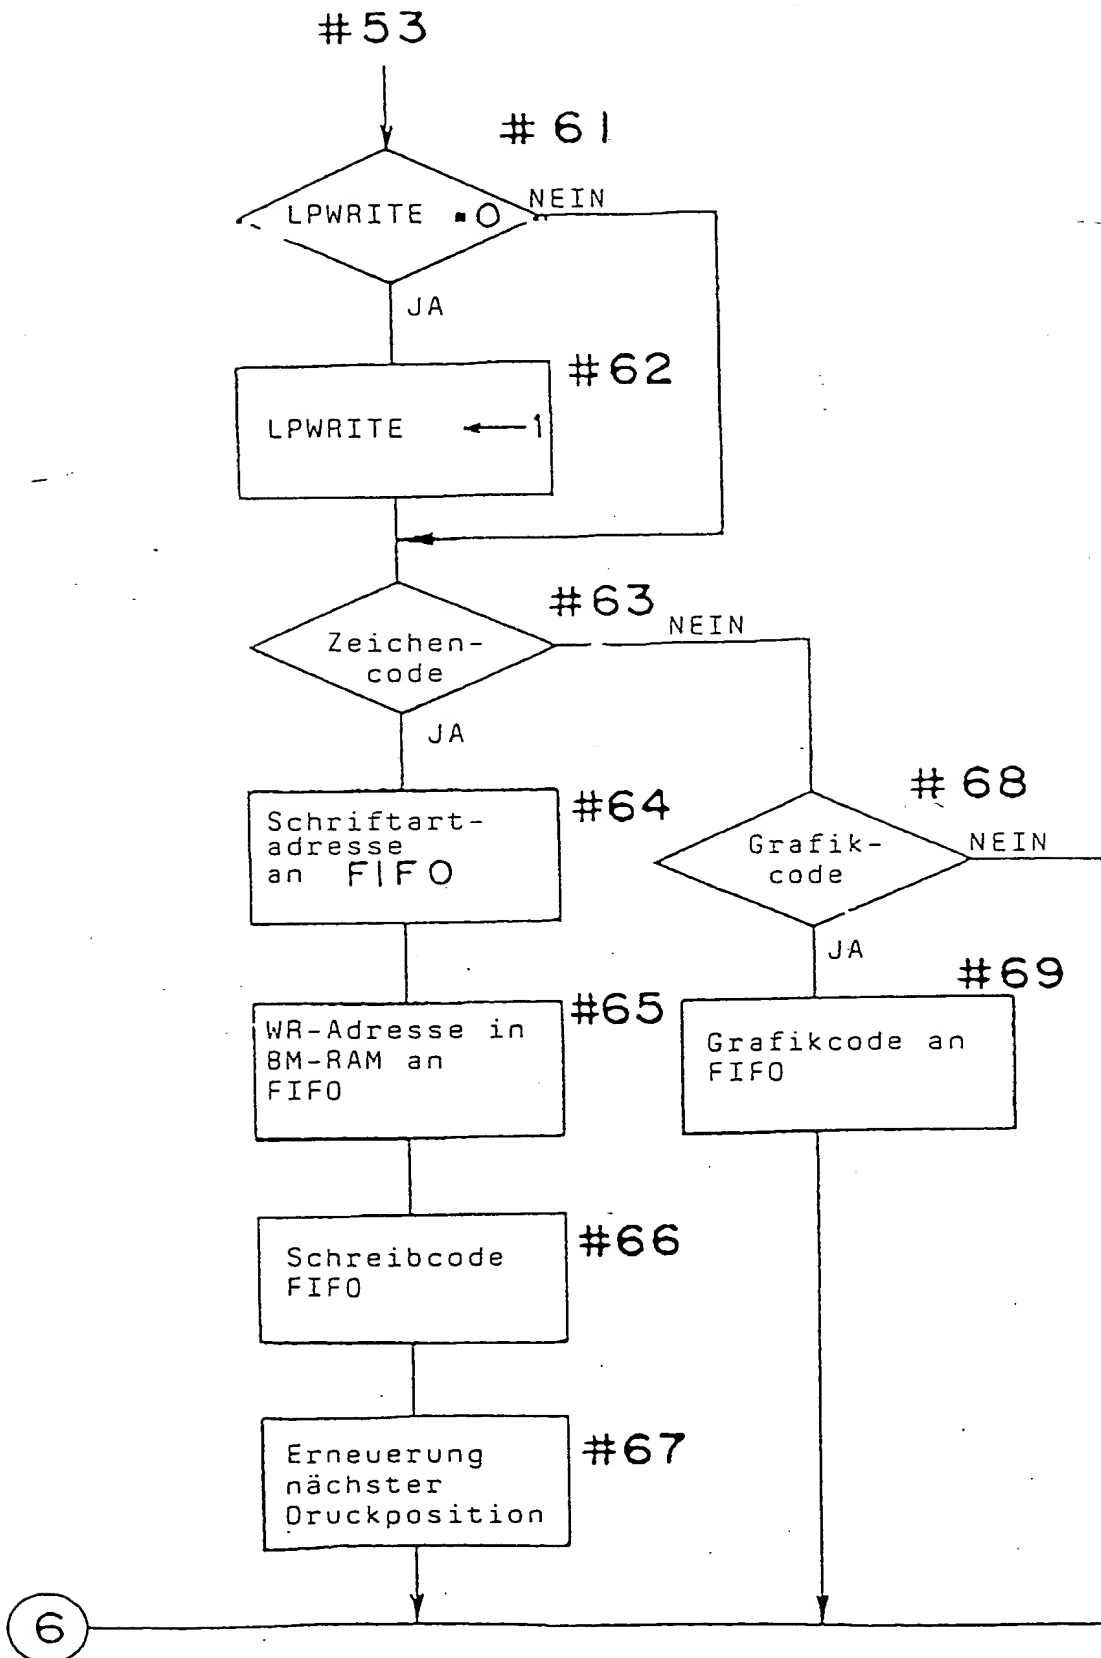 #53
#61
LPWRITE = 0
NEIN
JA
#62
LPWRITE ← 1
#63
NEIN
Zeichen-
code
JA
#64
Schriftart-
adresse
an FIFO
#68
Grafik-
code
NEIN
JA
#65
WR-Adresse in
BM-RAM an
FIFO
#69
Grafikcode an
FIFO
#66
Schreibcode
FIFO
#67
Erneuerung
nächster
Druckposition
6